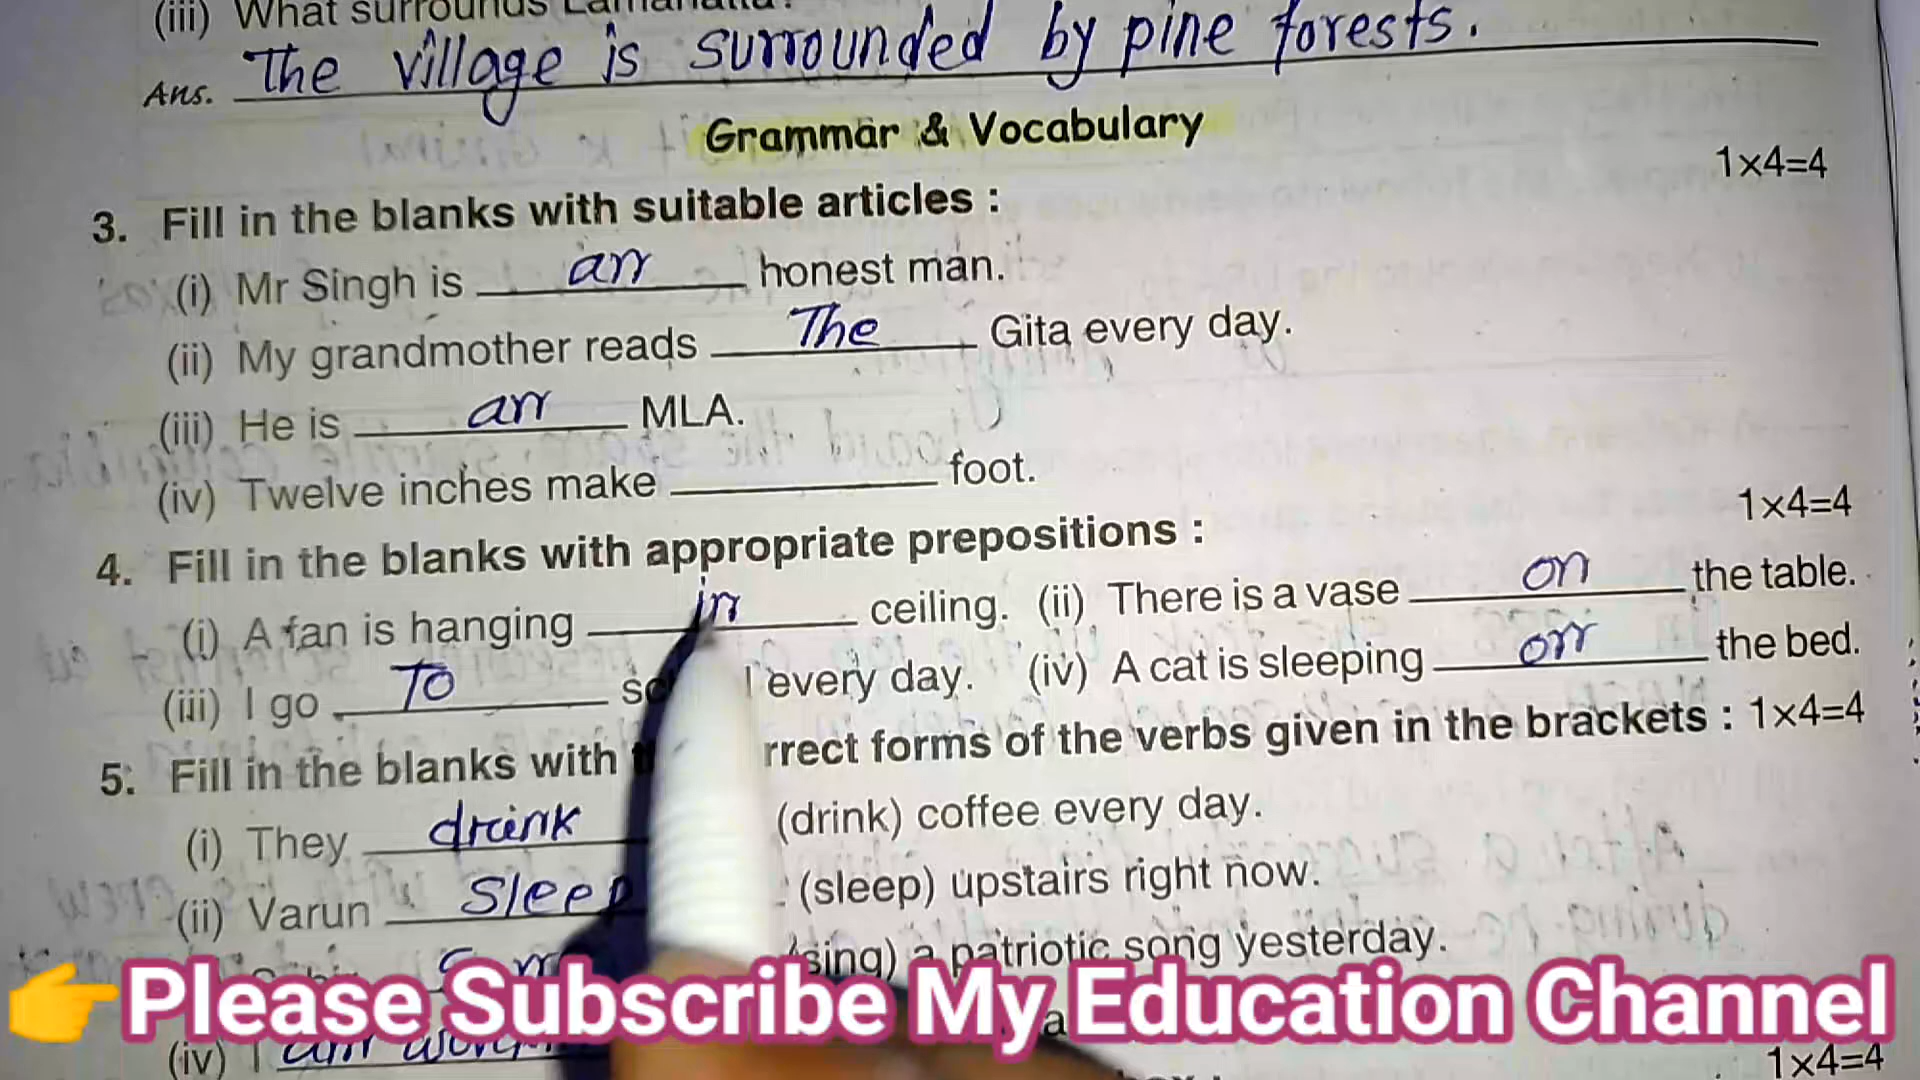 (iii) What surrounds Lamahatta?
Ans. The village is surrounded by pine forests.
Grammar & Vocabulary
1×4=4
3. Fill in the blanks with suitable articles :
(i) Mr Singh is an honest man.
(ii) My grandmother reads The Gita every day.
(iii) He is an MLA.
(iv) Twelve inches make ______ foot.
1×4=4
4. Fill in the blanks with appropriate prepositions :
(i) A fan is hanging in ceiling. (ii) There is a vase on the table.
(iii) I go To every day. (iv) A cat is sleeping on the bed.
5. Fill in the blanks with forms of the verbs given in the brackets : 1×4=4
(i) They drink (drink) coffee every day.
(ii) Varun sleep (sleep) upstairs right now.
(sing) a patriotic song yesterday.
👉Please Subscribe My Education Channel
(iv) I am
1×4=4